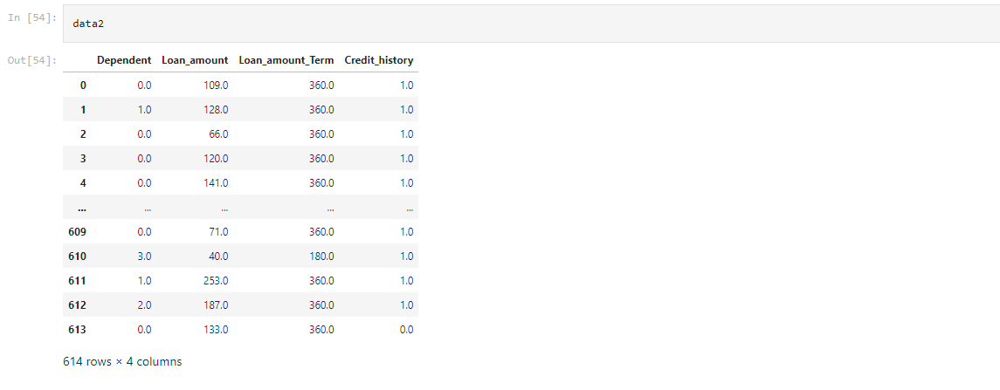 In [54]: data2
Out[54]: Dependent Loan_amount Loan_amount_Term Credit_history
0 0.0 109.0 360.0 1.0
1 1.0 128.0 360.0 1.0
2 0.0 66.0 360.0 1.0
3 0.0 120.0 360.0 1.0
4 0.0 141.0 360.0 1.0
... ... ... ... ...
609 0.0 71.0 360.0 1.0
610 3.0 40.0 180.0 1.0
611 1.0 253.0 360.0 1.0
612 2.0 187.0 360.0 1.0
613 0.0 133.0 360.0 0.0
614 rows × 4 columns